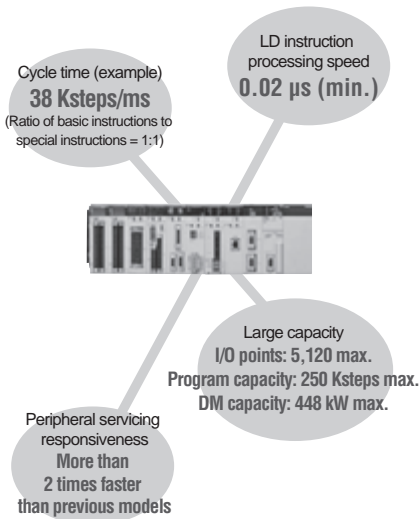 Cycle time (example)
38 Ksteps/ms
(Ratio of basic instructions to
special instructions = 1:1)
LD instruction
processing speed
0.02 µs (min.)
Large capacity
I/O points: 5,120 max.
Program capacity: 250 Ksteps max.
DM capacity: 448 kW max.
Peripheral servicing
responsiveness
More than
2 times faster
than previous models